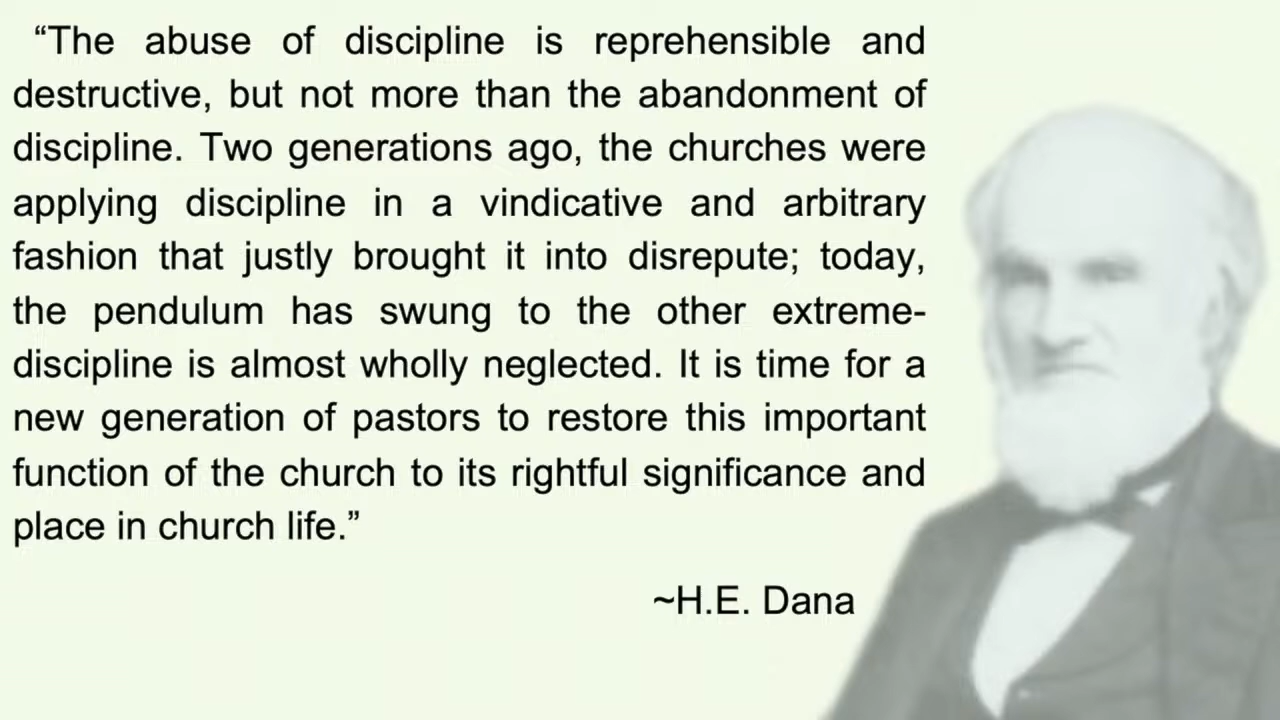 “The abuse of discipline is reprehensible and
destructive, but not more than the abandonment of
discipline. Two generations ago, the churches were
applying discipline in a vindicative and arbitrary
fashion that justly brought it into disrepute; today,
the pendulum has swung to the other extreme-
discipline is almost wholly neglected. It is time for a
new generation of pastors to restore this important
function of the church to its rightful significance and
place in church life.”
~H.E. Dana